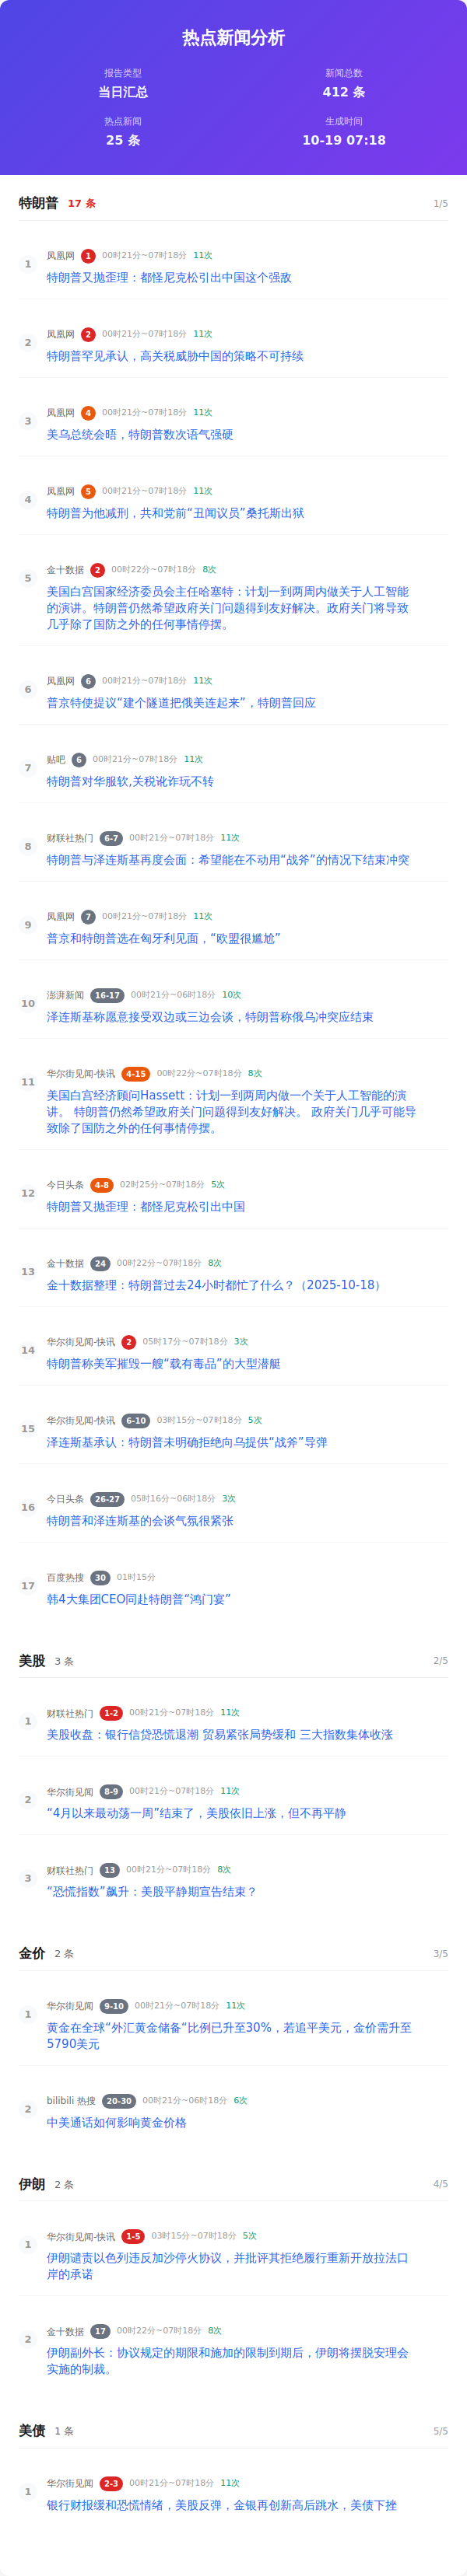 热点新闻分析
报告类型
当日汇总
新闻总数
412 条
热点新闻
25 条
生成时间
10-19 07:18
特朗普 17 条 1/5
1 凤凰网 1 00时21分~07时18分 11次
特朗普又抛歪理：都怪尼克松引出中国这个强敌
2 凤凰网 2 00时21分~07时18分 11次
特朗普罕见承认，高关税威胁中国的策略不可持续
3 凤凰网 4 00时21分~07时18分 11次
美乌总统会晤，特朗普数次语气强硬
4 凤凰网 5 00时21分~07时18分 11次
特朗普为他减刑，共和党前“丑闻议员”桑托斯出狱
5 金十数据 2 00时22分~07时18分 8次
美国白宫国家经济委员会主任哈塞特：计划一到两周内做关于人工智能
的演讲。特朗普仍然希望政府关门问题得到友好解决。政府关门将导致
几乎除了国防之外的任何事情停摆。
6 凤凰网 6 00时21分~07时18分 11次
普京特使提议“建个隧道把俄美连起来”，特朗普回应
7 贴吧 6 00时21分~07时18分 11次
特朗普对华服软,关税讹诈玩不转
8 财联社热门 6-7 00时21分~07时18分 11次
特朗普与泽连斯基再度会面：希望能在不动用“战斧”的情况下结束冲突
9 凤凰网 7 00时21分~07时18分 11次
普京和特朗普选在匈牙利见面，“欧盟很尴尬”
10 澎湃新闻 16-17 00时21分~06时18分 10次
泽连斯基称愿意接受双边或三边会谈，特朗普称俄乌冲突应结束
11 华尔街见闻-快讯 4-15 00时22分~07时18分 8次
美国白宫经济顾问Hassett：计划一到两周内做一个关于人工智能的演
讲。 特朗普仍然希望政府关门问题得到友好解决。 政府关门几乎可能导
致除了国防之外的任何事情停摆。
12 今日头条 4-8 02时25分~07时18分 5次
特朗普又抛歪理：都怪尼克松引出中国
13 金十数据 24 00时22分~07时18分 8次
金十数据整理：特朗普过去24小时都忙了什么？（2025-10-18）
14 华尔街见闻-快讯 2 05时17分~07时18分 3次
特朗普称美军摧毁一艘“载有毒品”的大型潜艇
15 华尔街见闻-快讯 6-10 03时15分~07时18分 5次
泽连斯基承认：特朗普未明确拒绝向乌提供“战斧”导弹
16 今日头条 26-27 05时16分~06时18分 3次
特朗普和泽连斯基的会谈气氛很紧张
17 百度热搜 30 01时15分
韩4大集团CEO同赴特朗普“鸿门宴”
美股 3 条 2/5
1 财联社热门 1-2 00时21分~07时18分 11次
美股收盘：银行信贷恐慌退潮 贸易紧张局势缓和 三大指数集体收涨
2 华尔街见闻 8-9 00时21分~07时18分 11次
“4月以来最动荡一周”结束了，美股依旧上涨，但不再平静
3 财联社热门 13 00时21分~07时18分 8次
“恐慌指数”飙升：美股平静期宣告结束？
金价 2 条 3/5
1 华尔街见闻 9-10 00时21分~07时18分 11次
黄金在全球“外汇黄金储备“比例已升至30%，若追平美元，金价需升至
5790美元
2 bilibili 热搜 20-30 00时21分~06时18分 6次
中美通话如何影响黄金价格
伊朗 2 条 4/5
1 华尔街见闻-快讯 1-5 03时15分~07时18分 5次
伊朗谴责以色列违反加沙停火协议，并批评其拒绝履行重新开放拉法口
岸的承诺
2 金十数据 17 00时22分~07时18分 8次
伊朗副外长：协议规定的期限和施加的限制到期后，伊朗将摆脱安理会
实施的制裁。
美债 1 条 5/5
1 华尔街见闻 2-3 00时21分~07时18分 11次
银行财报缓和恐慌情绪，美股反弹，金银再创新高后跳水，美债下挫